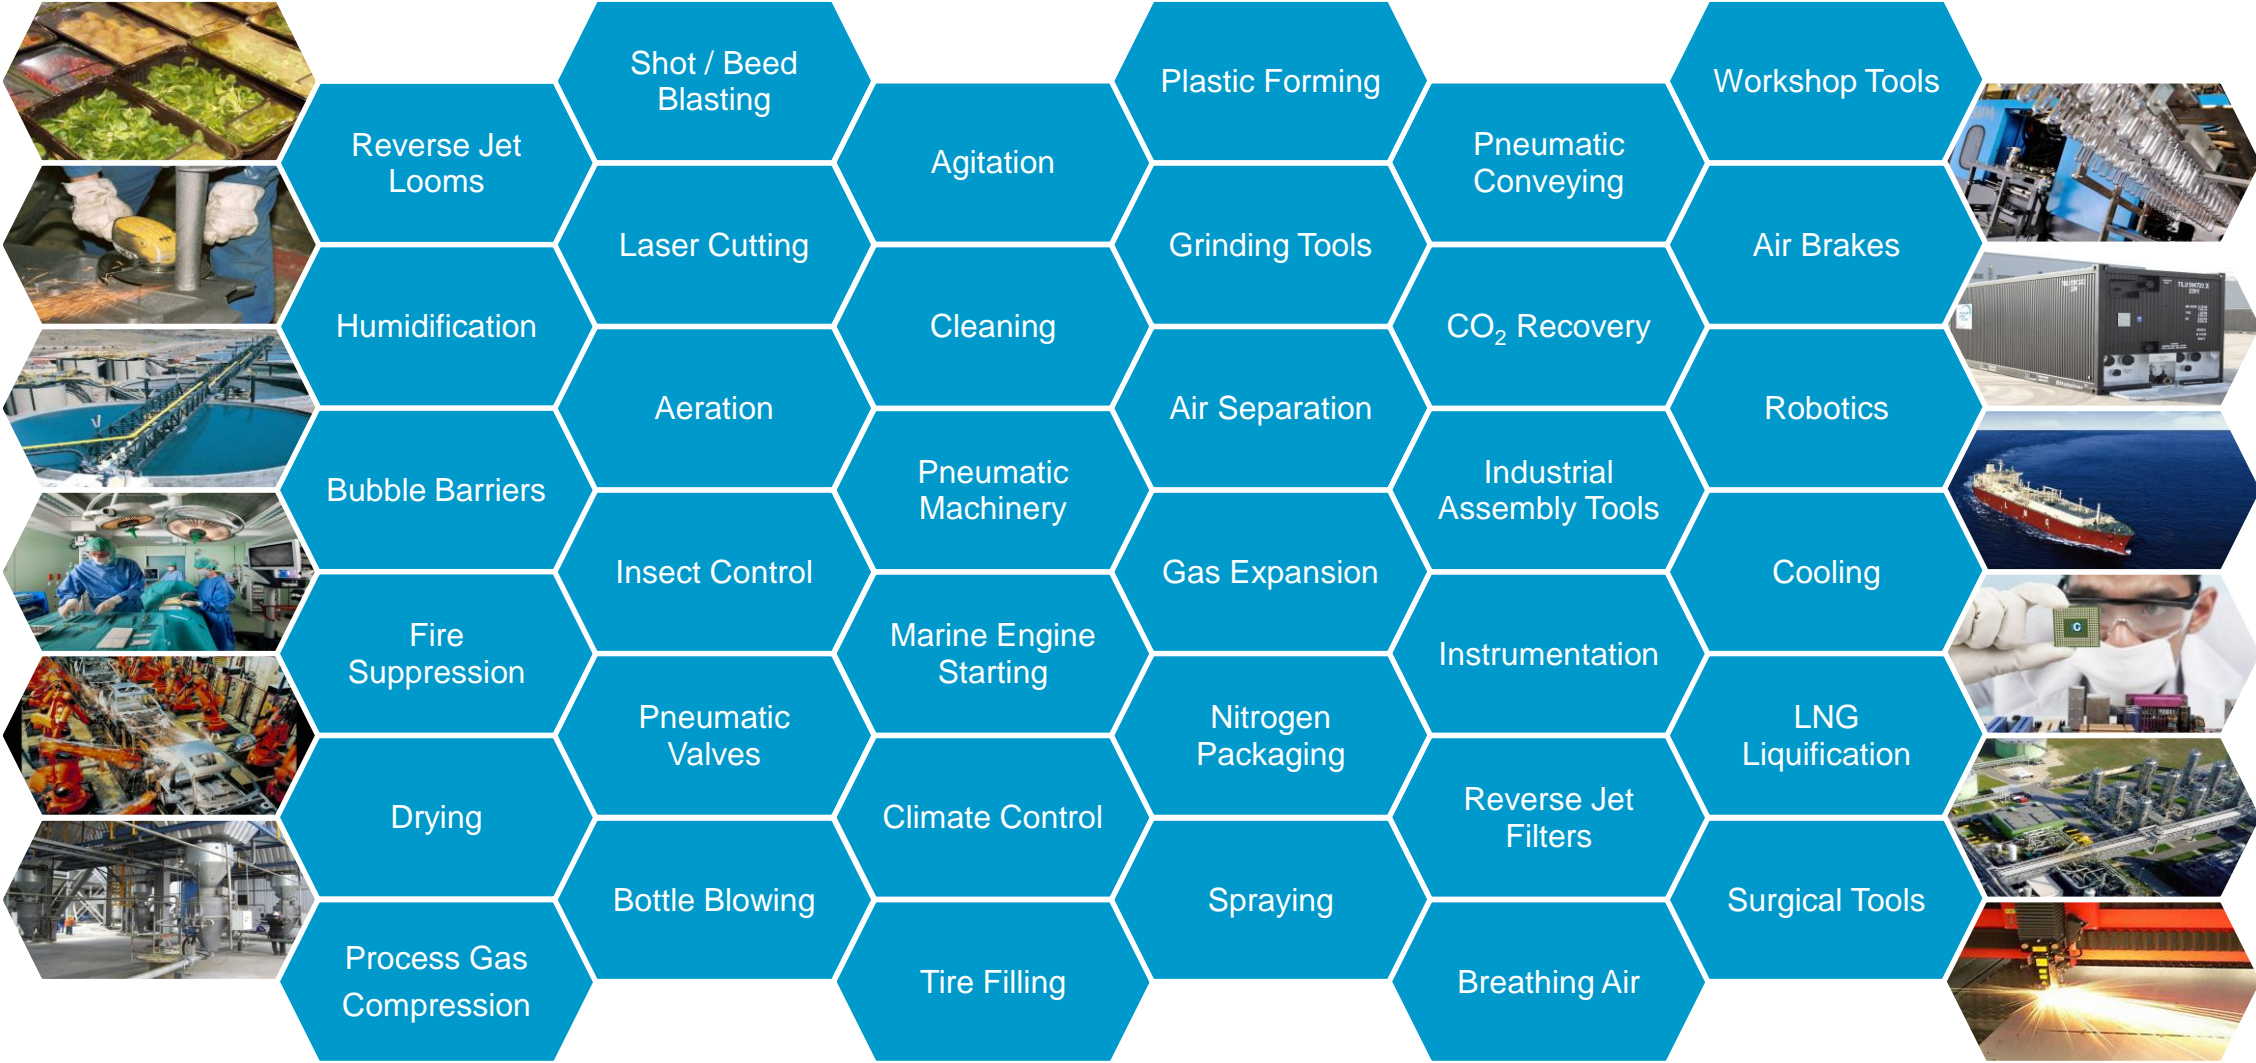 Reverse Jet
Looms
Humidification
Bubble Barriers
Fire
Suppression
Drying
Process Gas
Compression
Shot / Beed
Blasting
Laser Cutting
Aeration
Insect Control
Pneumatic
Valves
Bottle Blowing
Agitation
Cleaning
Pneumatic
Machinery
Marine Engine
Starting
Climate Control
Tire Filling
Plastic Forming
Grinding Tools
Air Separation
Gas Expansion
Nitrogen
Packaging
Spraying
Pneumatic
Conveying
CO₂ Recovery
Industrial
Assembly Tools
Instrumentation
Reverse Jet
Filters
Breathing Air
Workshop Tools
Air Brakes
Robotics
Cooling
LNG
Liquification
Surgical Tools
LNG